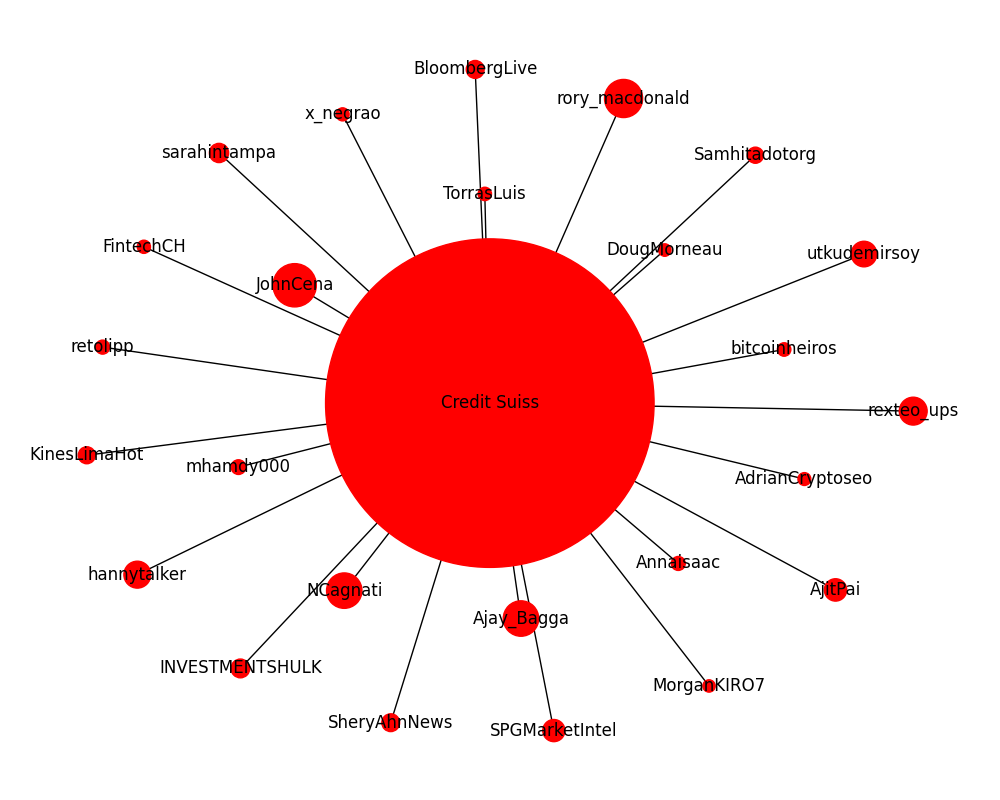 BloombergLive
rory_macdonald
x_negrao
sarahintampa
Samhitadotorg
TorrasLuis
FintechCH
DougMorneau
utkudemirsoy
JohnCena
retolipp
bitcoinheiros
Credit Suiss
rexteo_ups
KinesLimaHot
mhamdy000
AdrianCryptoseo
Annaisaac
hannytalker
NCagnati
AjitPai
Ajay_Bagga
INVESTMENTSHULK
MorganKIRO7
SheryAhnNews
SPGMarketIntel